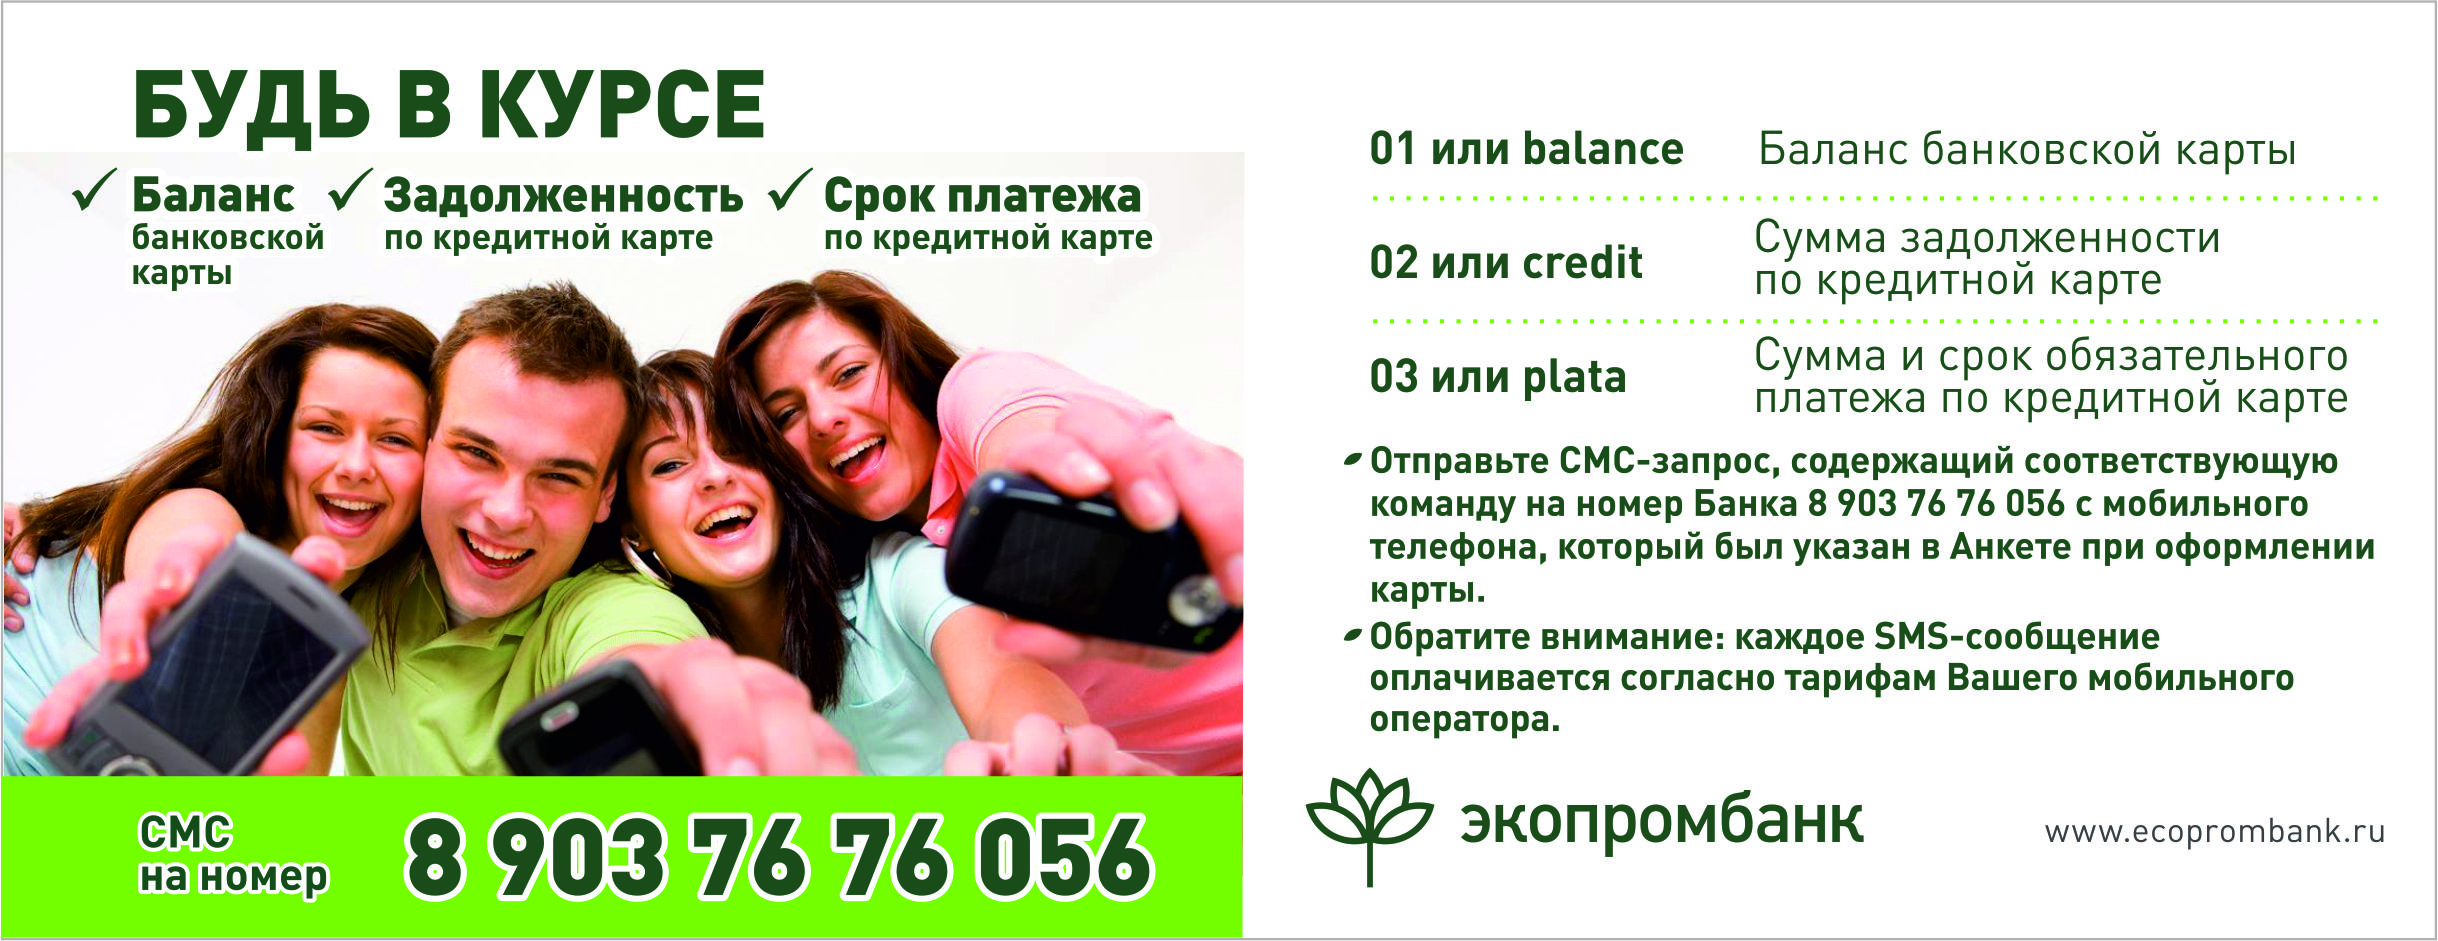 БУДЬ В КУРСЕ
Баланс
банковской
карты
Задолженность
по кредитной карте
Срок платежа
по кредитной карте
СМС
на номер
8 903 76 76 056
01 или balance
Баланс банковской карты
02 или credit
Сумма задолженности
по кредитной карте
03 или plata
Сумма и срок обязательного
платежа по кредитной карте
Отправьте СМС-запрос, содержащий соответствующую
команду на номер Банка 8 903 76 76 056 с мобильного
телефона, который был указан в Анкете при оформлении
карты.
Обратите внимание: каждое SMS-сообщение
оплачивается согласно тарифам Вашего мобильного
оператора.
экопромбанк
www.ecoprombank.ru